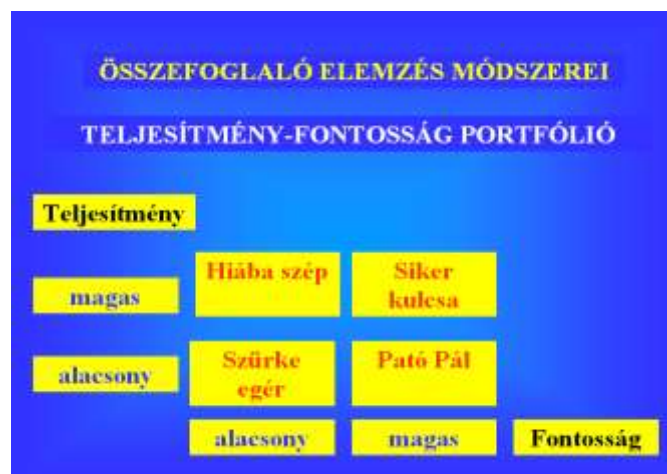 ÖSSZEFOGLALÓ ELEMZÉS MÓDSZEREI
TELJESÍTMÉNY-FONTOSSÁG PORTFÓLIÓ
Teljesítmény
Hiába szép
Siker
kulcsa
magas
Szürke
egér
Pató Pál
alacsony
alacsony
magas
Fontosság